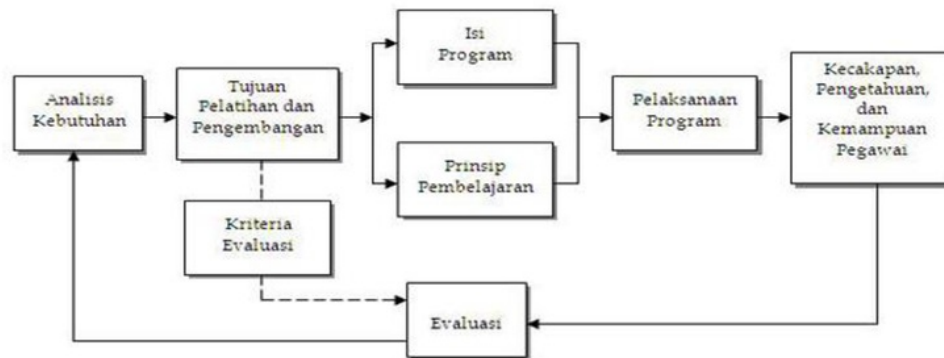 Analisis
Kebutuhan
Tujuan
Pelatihan dan
Pengembangan
Isi
Program
Prinsip
Pembelajaran
Pelaksanaan
Program
Kecakapan,
Pengetahuan,
dan
Kemampuan
Pegawai
Kriteria
Evaluasi
Evaluasi